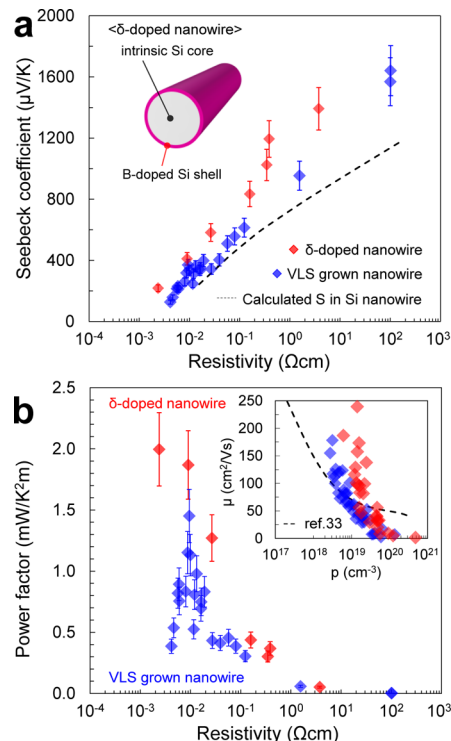 a
<δ-doped nanowire>
intrinsic Si core
B-doped Si shell
Seebeck coefficient (μV/K)
2000
1600
1200
800
400
0
δ-doped nanowire
VLS grown nanowire
Calculated S in Si nanowire
10-4 10-3 10-2 10-1 100 101 102 103
Resistivity (Ωcm)
b
δ-doped nanowire
Power factor (mW/K2m)
2.5
2.0
1.5
1.0
0.5
0.0
μ (cm2/Vs)
250
200
150
100
50
0
ref.33
1017 1018 1019 1020 1021
p (cm-3)
VLS grown nanowire
10-4 10-3 10-2 10-1 100 101 102 103
Resistivity (Ωcm)